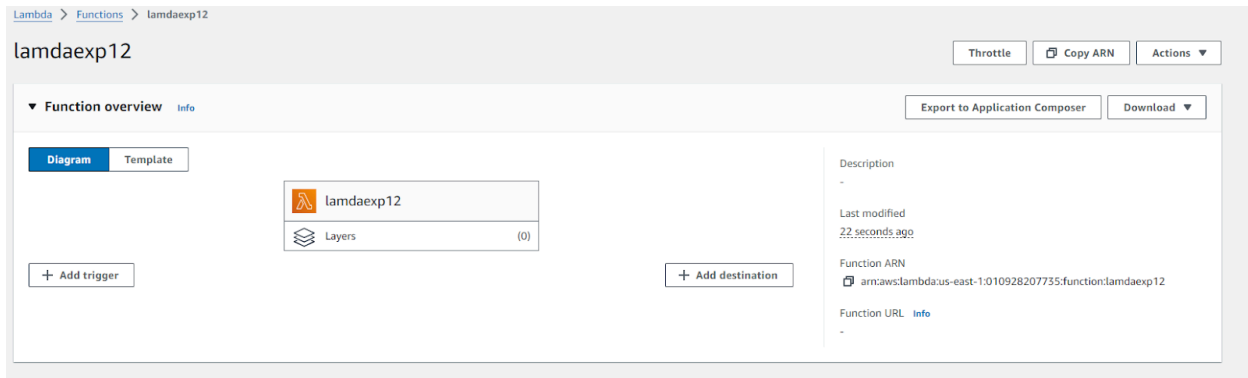 Lambda > Functions > lamdaexp12
lamdaexp12
Throttle
Copy ARN
Actions ▼
▼ Function overview Info
Export to Application Composer
Download ▼
Diagram
Template
lamdaexp12
Layers (0)
+ Add trigger
+ Add destination
Description
-
Last modified
22 seconds ago
Function ARN
arn:aws:lambda:us-east-1:010928207735:function:lamdaexp12
Function URL Info
-